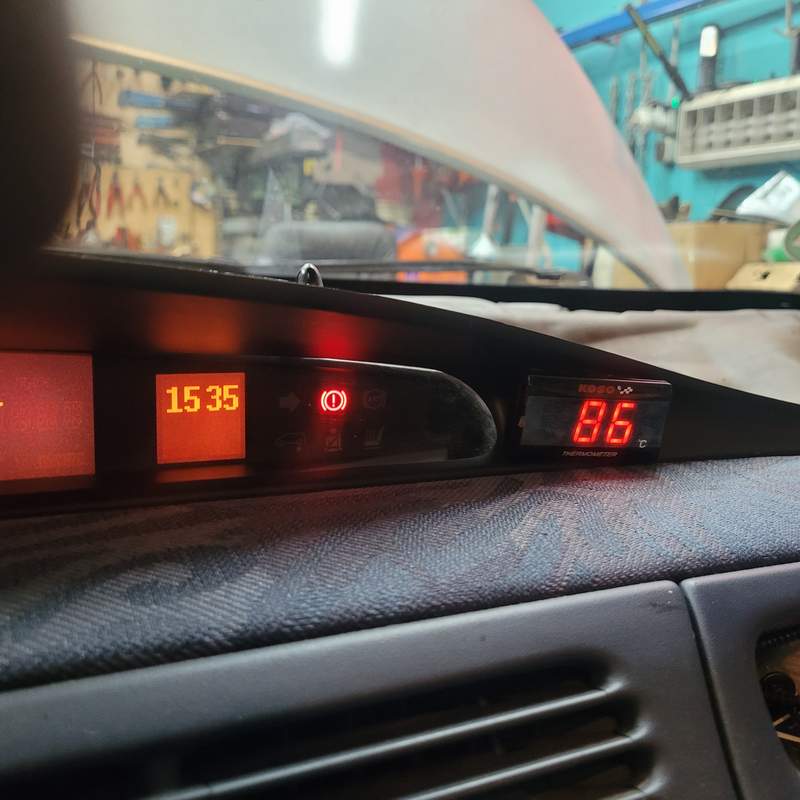 15 35
KOSO
86
°C
THERMOMETER